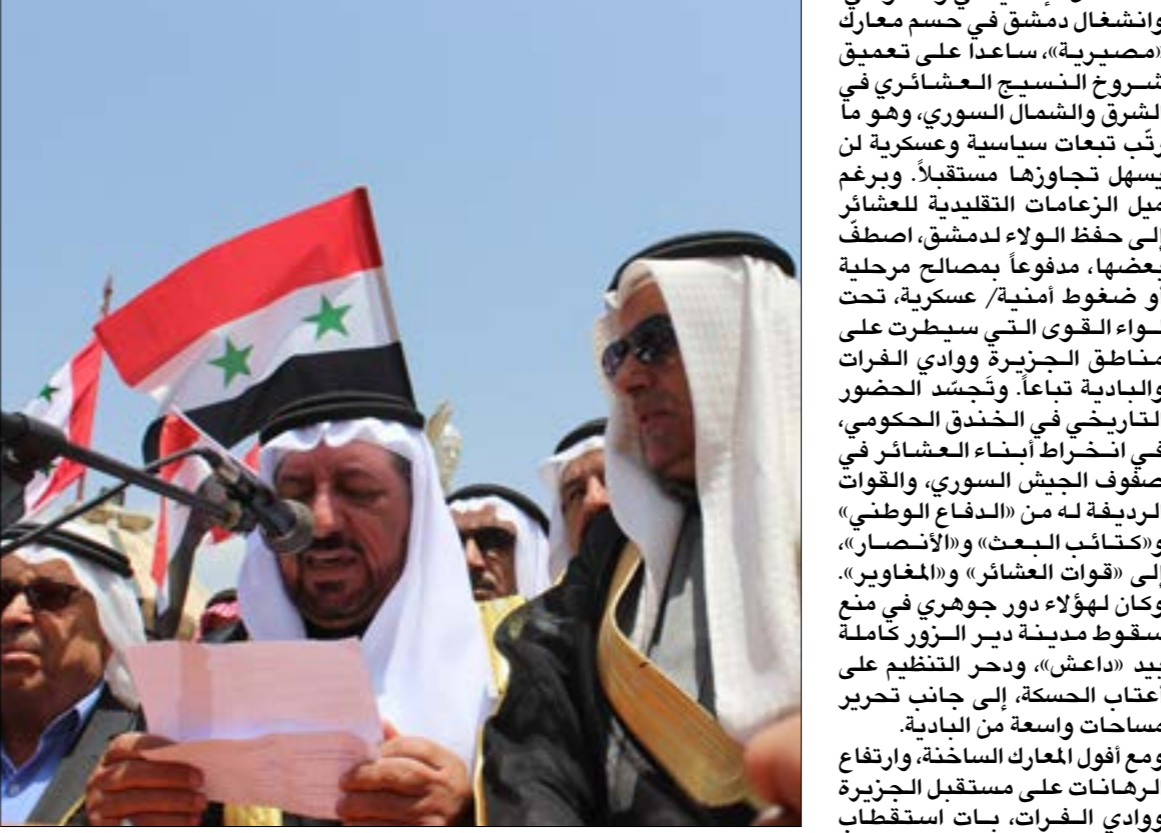 وانشغال دمشق في حسم معارك
«مصيرية»، ساعدا على تعميق
شروخ النسيج العشائري في
الشرق والشمال السوري، وهو ما
رتّب تبعات سياسية وعسكرية لن
يسهل تجاوزها مستقبلاً. وبرغم
ميل الزعامات التقليدية للعشائر
إلى حفظ الولاء لدمشق، اصطفّ
بعضها، مدفوعاً بمصالح مرحلية
أو ضغوط أمنية/ عسكرية، تحت
لواء القوى التي سيطرت على
مناطق الجزيرة ووادي الفرات
والبادية تباعاً. وتَجسّد الحضور
التاريخي في الخندق الحكومي،
في انخراط أبناء العشائر في
صفوف الجيش السوري، والقوات
الرديفة له من «الدفاع الوطني»
و«كتائب البعث» و«الأنصار»،
إلى «قوات العشائر» و«المغاوير».
وكان لهؤلاء دور جوهري في منع
سقوط مدينة دير الزور كاملة
بيد «داعش»، ودحر التنظيم على
أعتاب الحسكة، إلى جانب تحرير
مساحات واسعة من البادية.
ومع أفول المعارك الساخنة، وارتفاع
الرهانات على مستقبل الجزيرة
ووادي الفرات، بات استقطاب